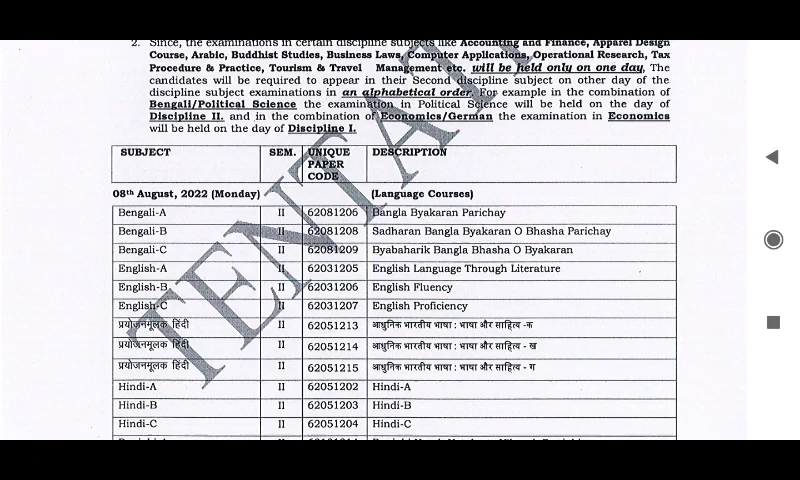 2. Since, the examinations in certain discipline subjects like Accounting and Finance, Apparel Design
Course, Arabic, Buddhist Studies, Business Laws, Computer Applications, Operational Research, Tax
Procedure & Practice, Tourism & Travel Management etc. will be held only on one day, The
candidates will be required to appear in their Second discipline subject on other day of the
discipline subject examinations in an alphabetical order. For example in the combination of
Bengali/Political Science the examination in Political Science will be held on the day of
Discipline II. and in the combination of Economics/German the examination in Economics
will be held on the day of Discipline I.
SUBJECT SEM. UNIQUE PAPER CODE DESCRIPTION
08th August, 2022 (Monday) (Language Courses)
Bengali-A II 62081206 Bangla Byakaran Parichay
Bengali-B II 62081208 Sadharan Bangla Byakaran O Bhasha Parichay
Bengali-C II 62081209 Byabaharik Bangla Bhasha O Byakaran
English-A II 62031205 English Language Through Literature
English-B II 62031206 English Fluency
English-C II 62031207 English Proficiency
प्रयोजनमूलक हिंदी II 62051213 आधुनिक भारतीय भाषा : भाषा और साहित्य -क
प्रयोजनमूलक हिंदी II 62051214 आधुनिक भारतीय भाषा : भाषा और साहित्य - ख
प्रयोजनमूलक हिंदी II 62051215 आधुनिक भारतीय भाषा : भाषा और साहित्य - ग
Hindi-A II 62051202 Hindi-A
Hindi-B II 62051203 Hindi-B
Hindi-C II 62051204 Hindi-C
TENTATI